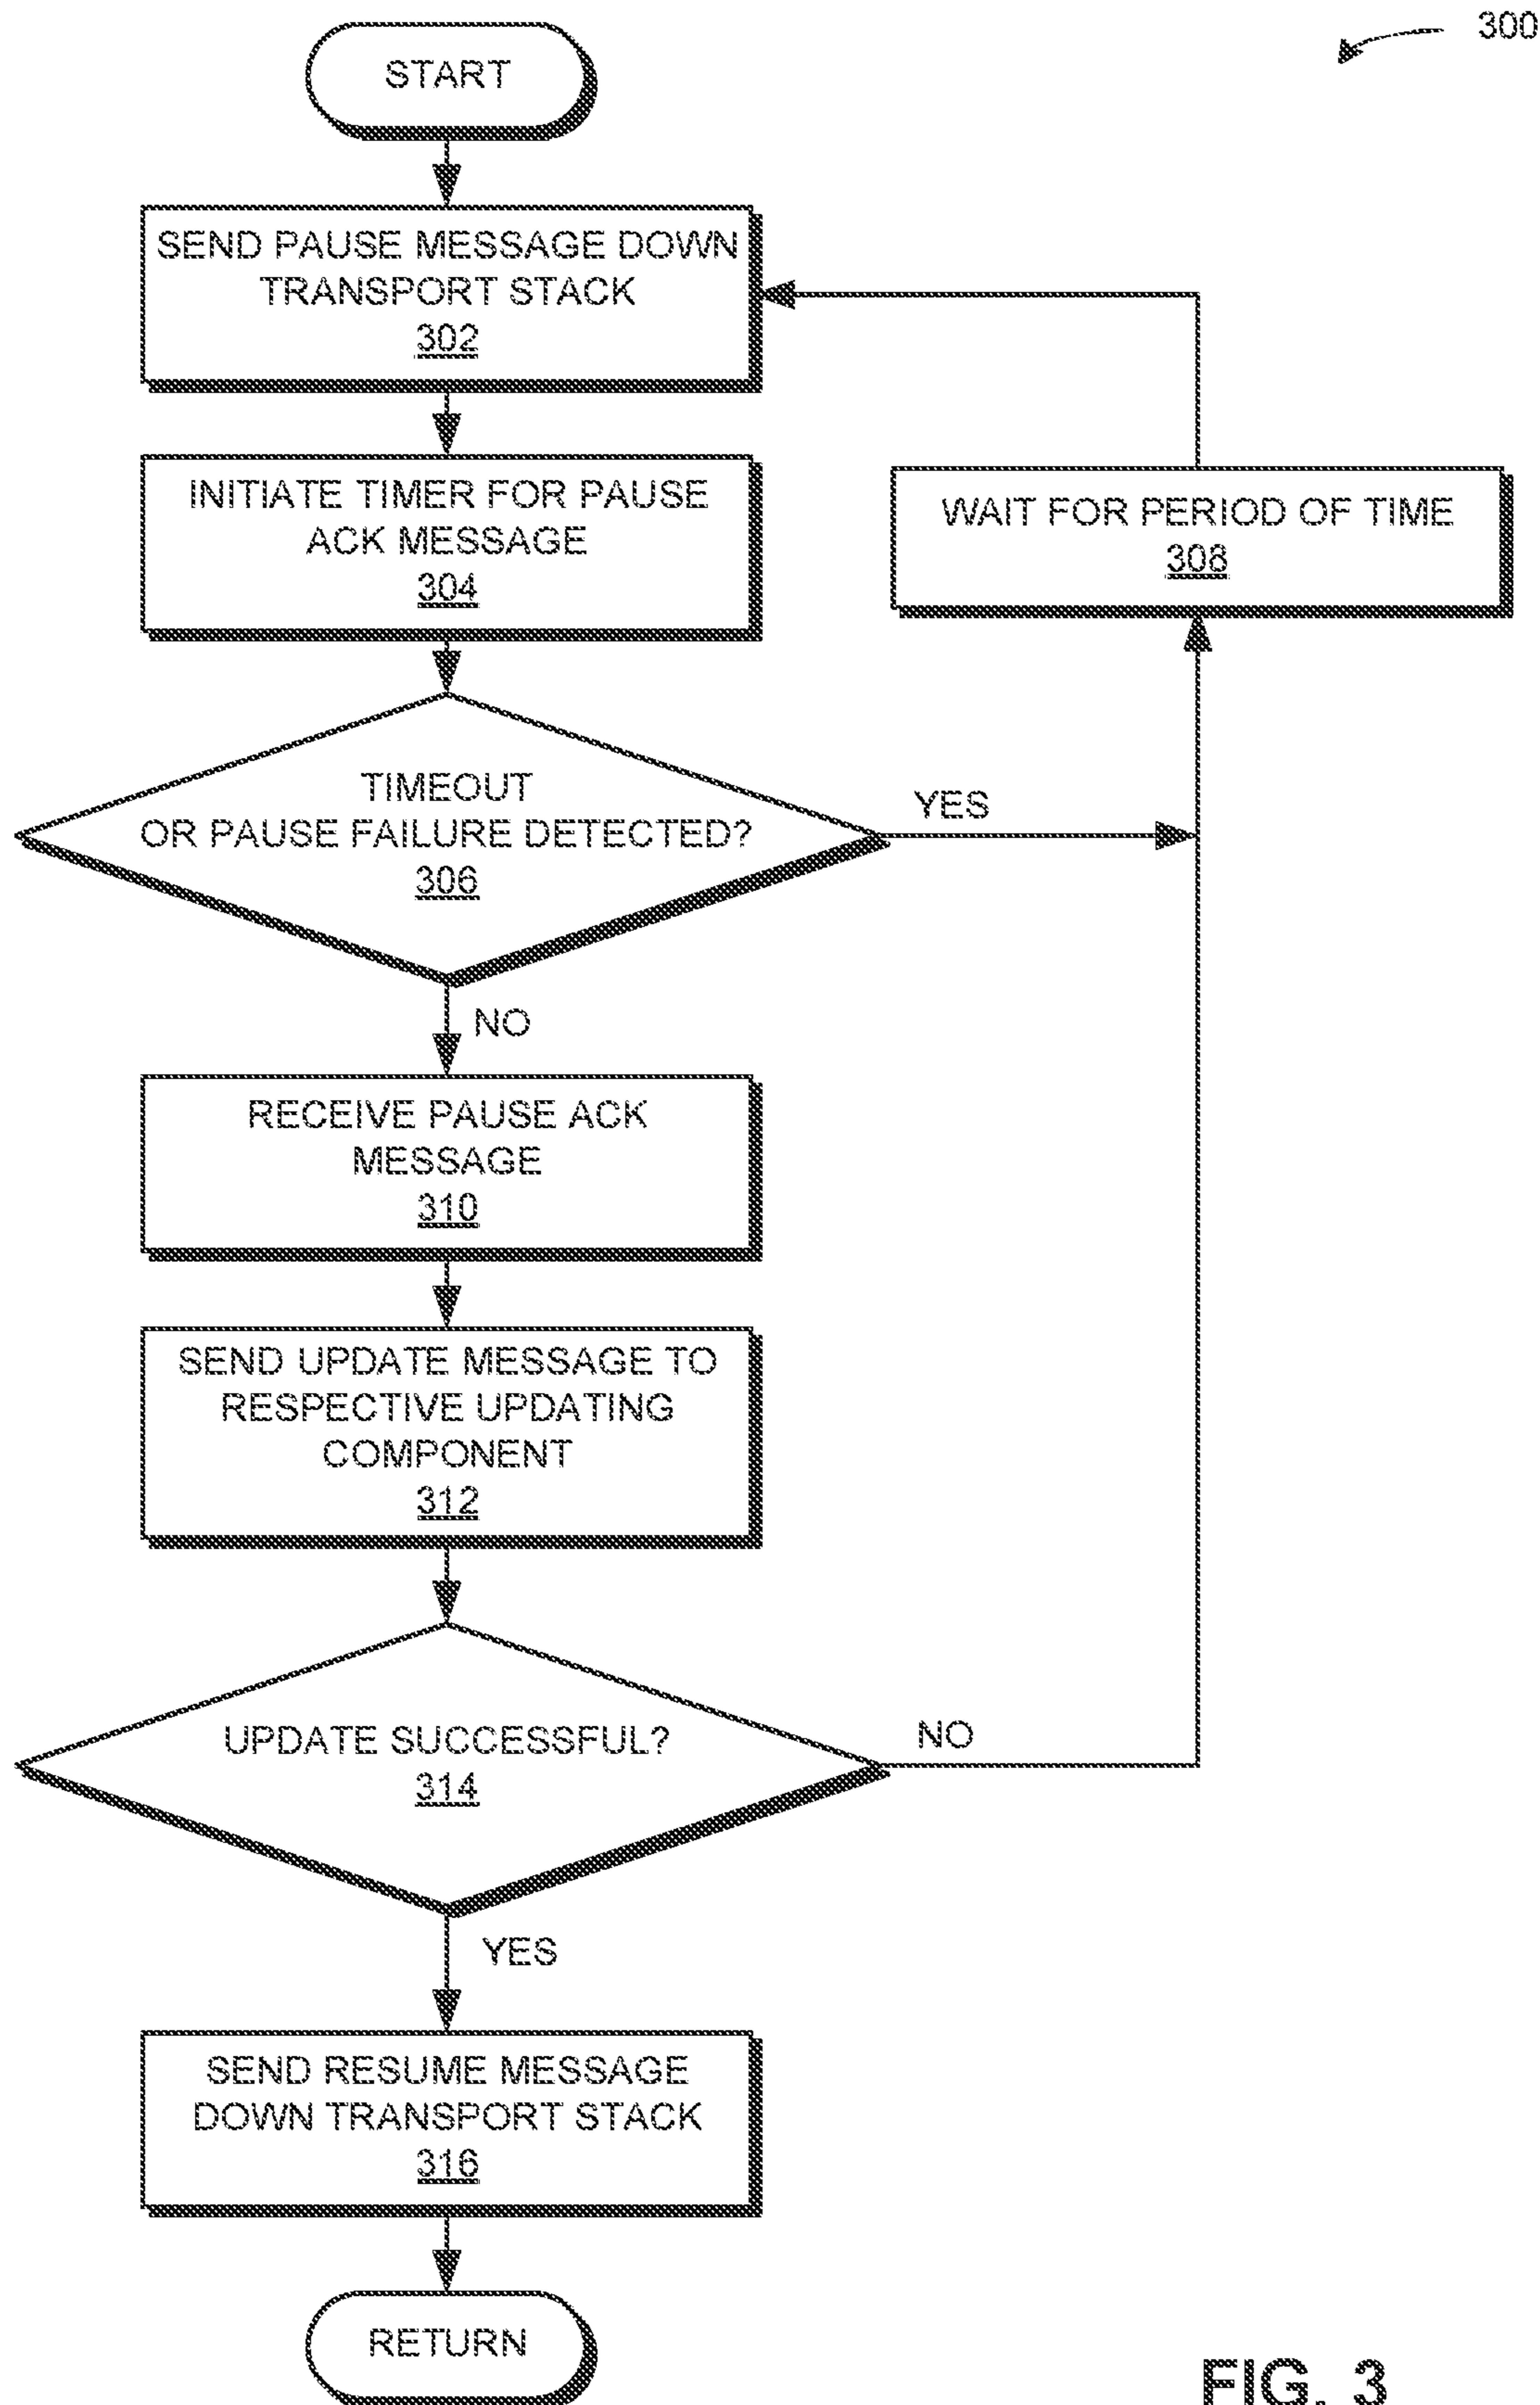 300
START
SEND PAUSE MESSAGE DOWN
TRANSPORT STACK
302
INITIATE TIMER FOR PAUSE
ACK MESSAGE
304
WAIT FOR PERIOD OF TIME
308
TIMEOUT
OR PAUSE FAILURE DETECTED?
306
YES
NO
RECEIVE PAUSE ACK
MESSAGE
310
SEND UPDATE MESSAGE TO
RESPECTIVE UPDATING
COMPONENT
312
UPDATE SUCCESSFUL?
314
NO
YES
SEND RESUME MESSAGE
DOWN TRANSPORT STACK
316
RETURN
FIG. 3